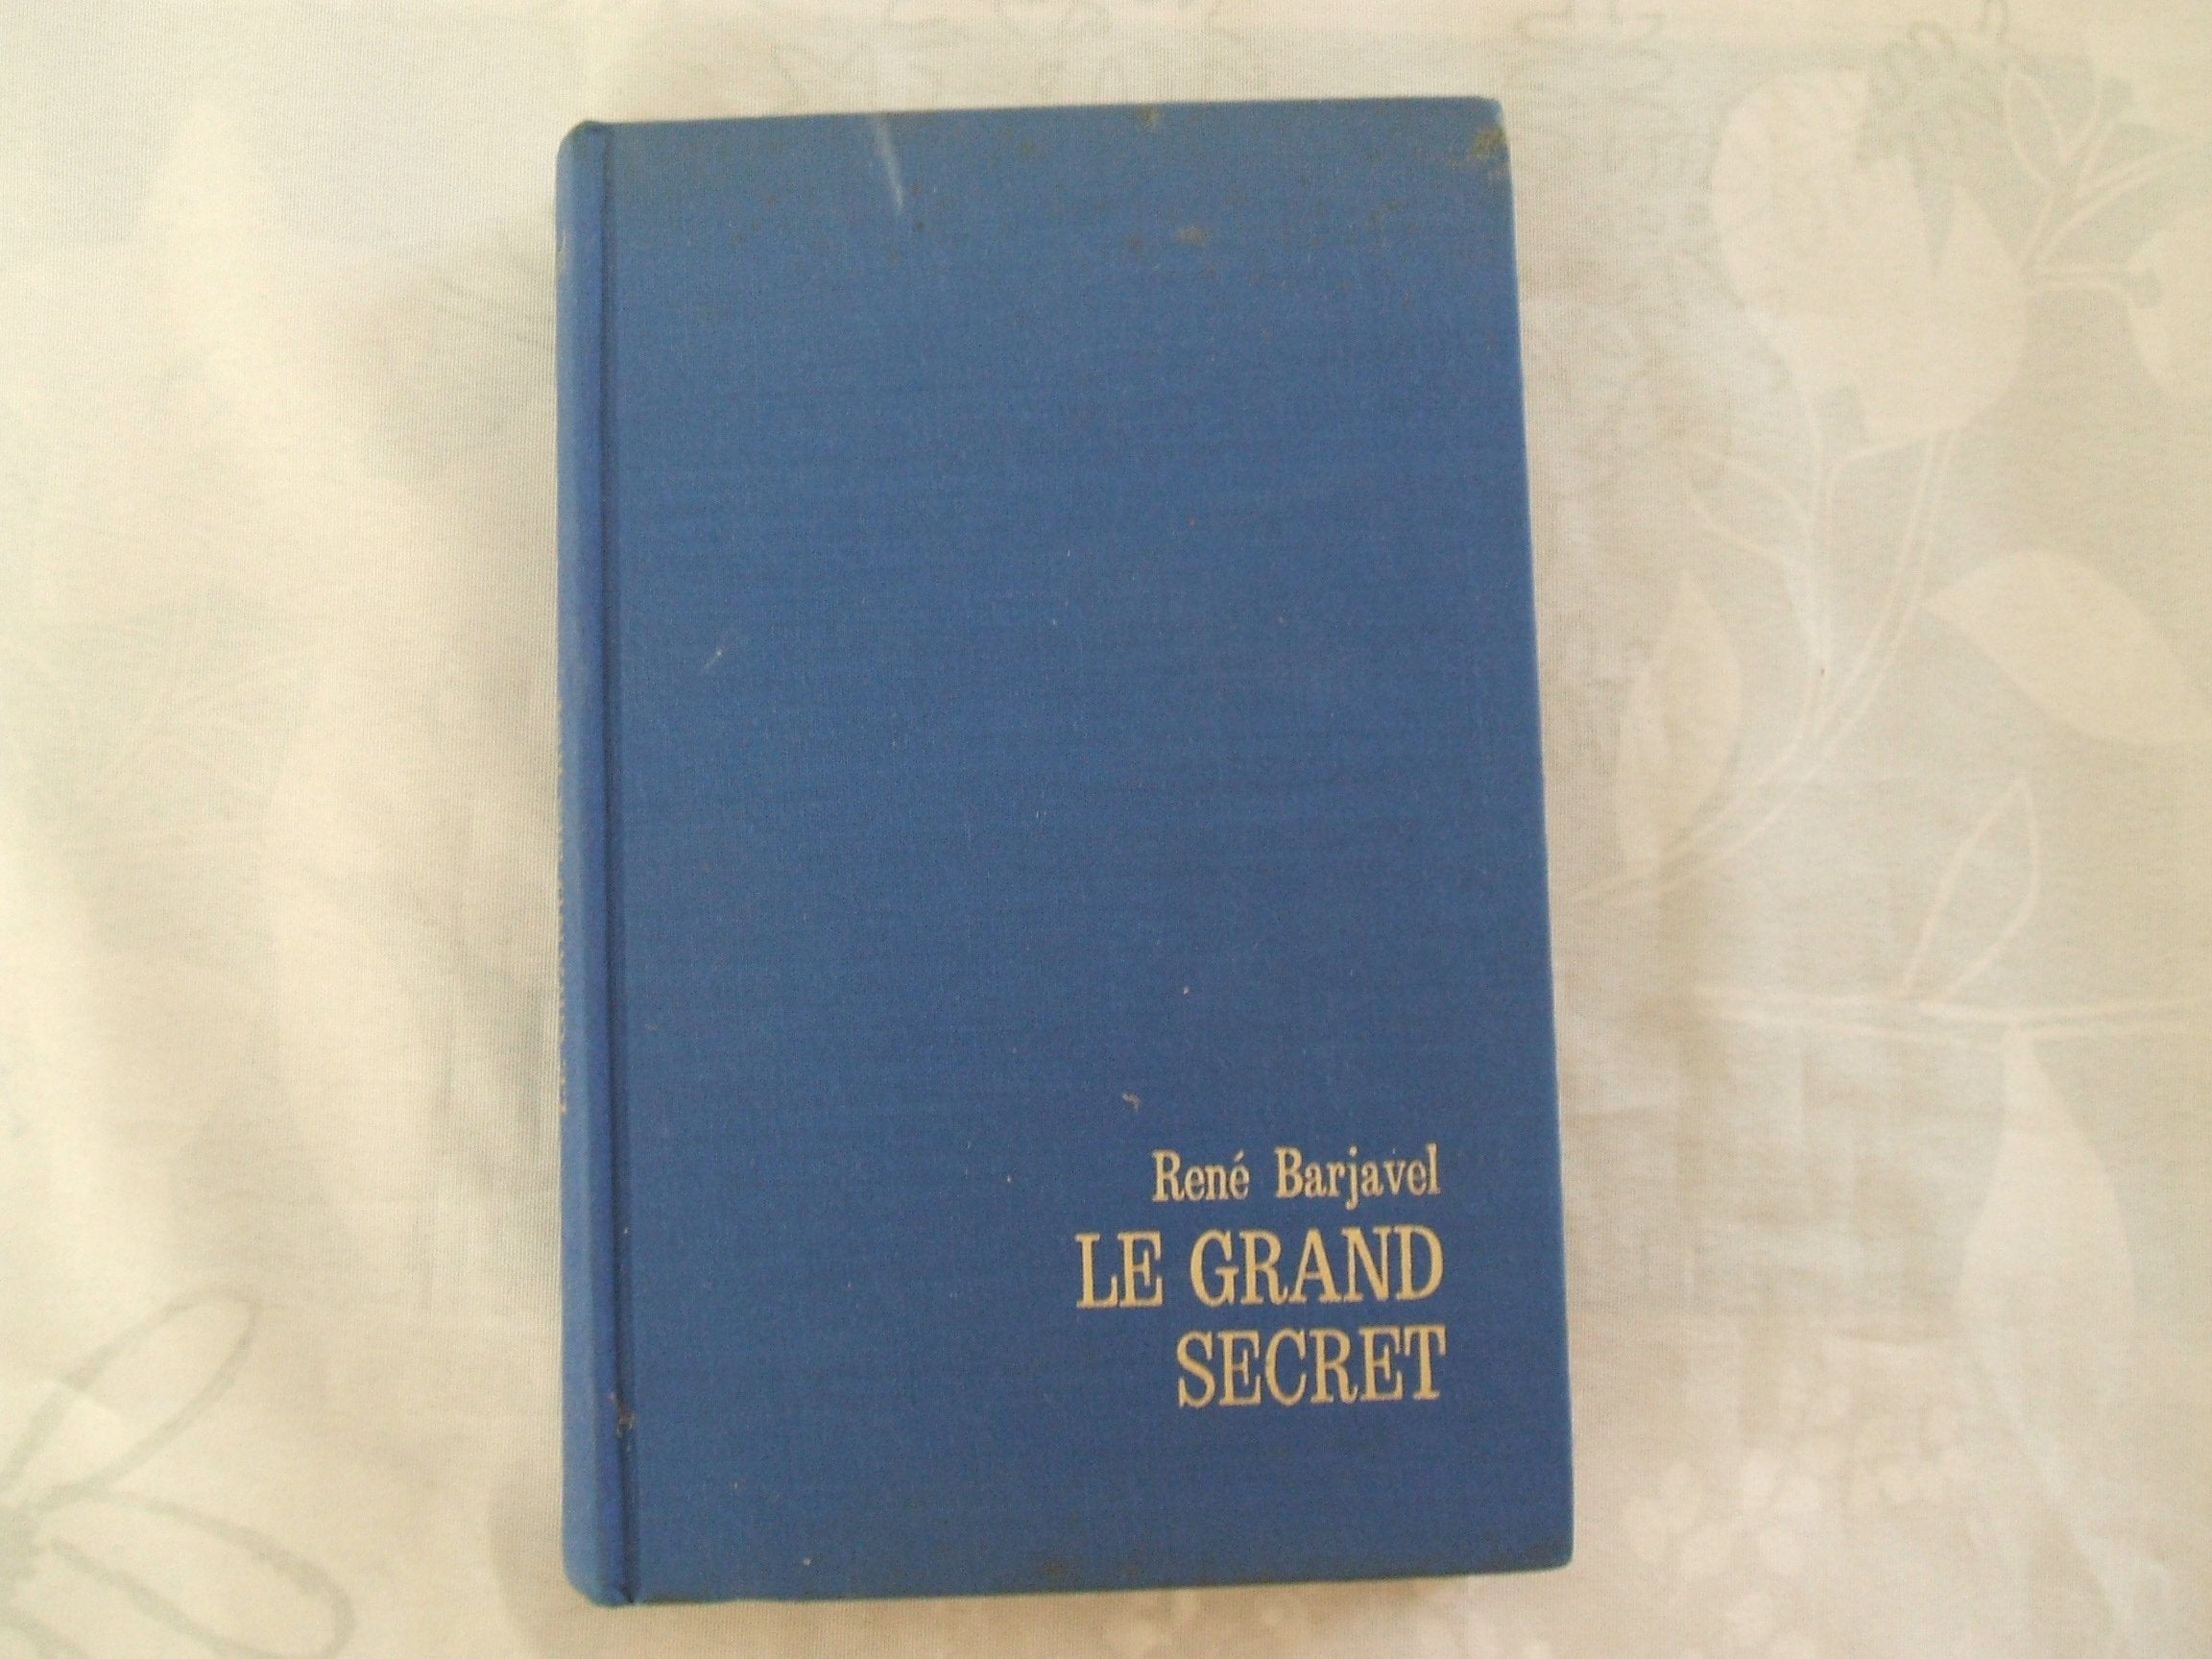 René Barjavel
LE GRAND
SECRET